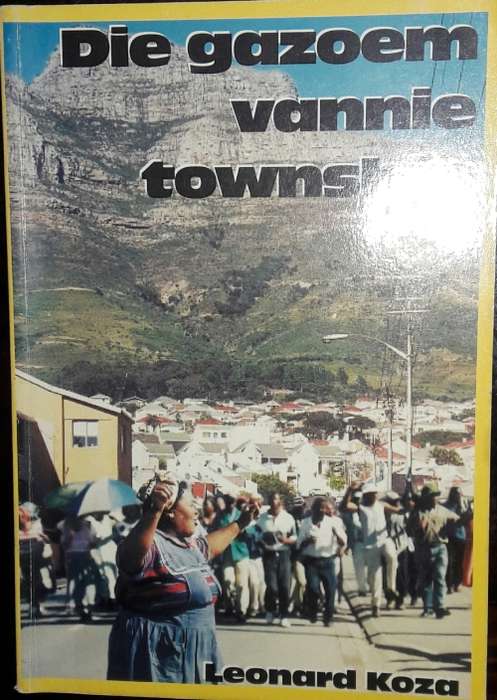 Die gazoem
vannie
Leonard Koza